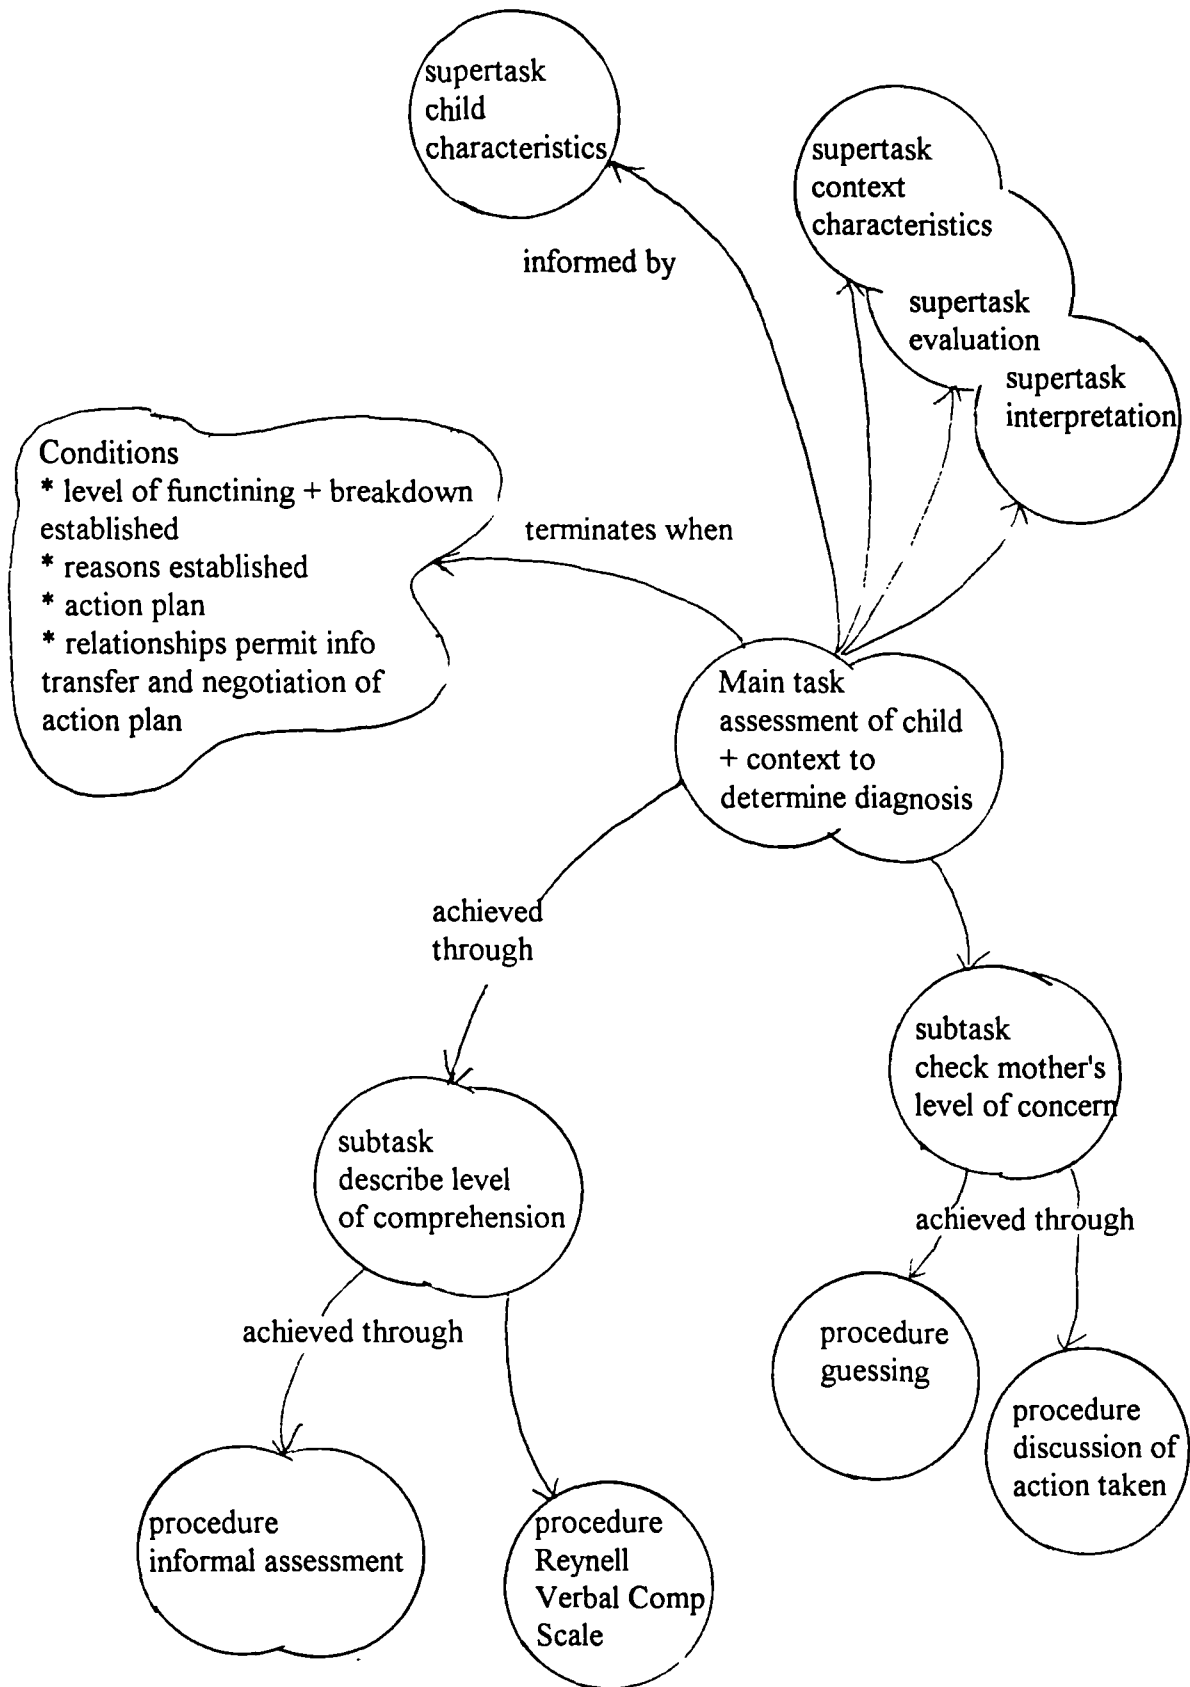 supertask
child
characteristics
supertask
context
characteristics
informed by
supertask
evaluation
supertask
interpretation
Conditions
* level of functining + breakdown
established
* reasons established
* action plan
* relationships permit info
transfer and negotiation of
action plan
terminates when
Main task
assessment of child
+ context to
determine diagnosis
achieved
through
subtask
check mother's
level of concern
subtask
describe level
of comprehension
achieved through
achieved through
procedure
guessing
procedure
discussion of
action taken
procedure
informal assessment
procedure
Reynell
Verbal Comp
Scale